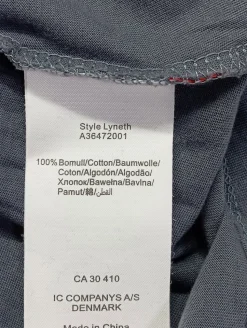 Style Lyneth
A36472001
100%Bomull/Cotton/Baumwolle/
Coton/Algodón/Algodão/
Хлопок/Bawełna/Bavlna/
Pamut/棉/القطن/
CA 30 410
IC COMPANYS A/S
DENMARK
Made in China